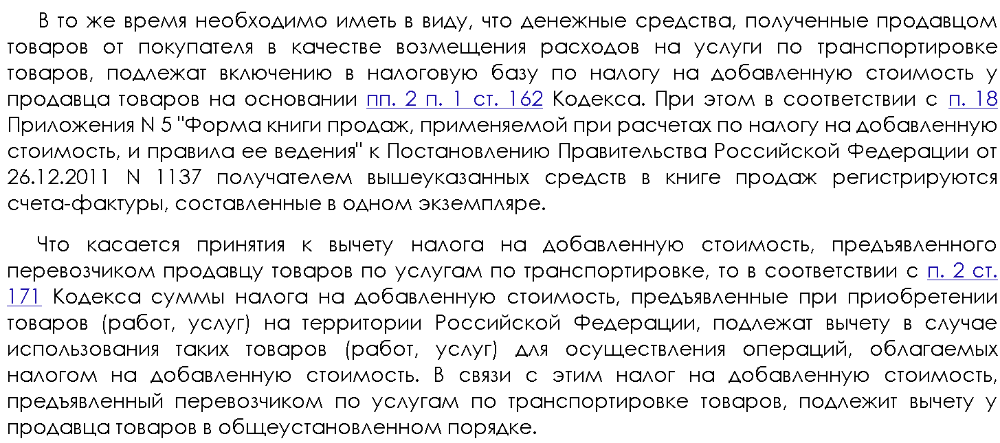 В то же время необходимо иметь в виду, что денежные средства, полученные продавцом
товаров от покупателя в качестве возмещения расходов на услуги по транспортировке
товаров, подлежат включению в налоговую базу по налогу на добавленную стоимость у
продавца товаров на основании пп. 2 п. 1 ст. 162 Кодекса. При этом в соответствии с п. 18
Приложения N 5 "Форма книги продаж, применяемой при расчетах по налогу на добавленную
стоимость, и правила ее ведения" к Постановлению Правительства Российской Федерации от
26.12.2011 N 1137 получателем вышеуказанных средств в книге продаж регистрируются
счета-фактуры, составленные в одном экземпляре.
Что касается принятия к вычету налога на добавленную стоимость, предъявленного
перевозчиком продавцу товаров по услугам по транспортировке, то в соответствии с п. 2 ст.
171 Кодекса суммы налога на добавленную стоимость, предъявленные при приобретении
товаров (работ, услуг) на территории Российской Федерации, подлежат вычету в случае
использования таких товаров (работ, услуг) для осуществления операций, облагаемых
налогом на добавленную стоимость. В связи с этим налог на добавленную стоимость,
предъявленный перевозчиком по услугам по транспортировке товаров, подлежит вычету у
продавца товаров в общеустановленном порядке.